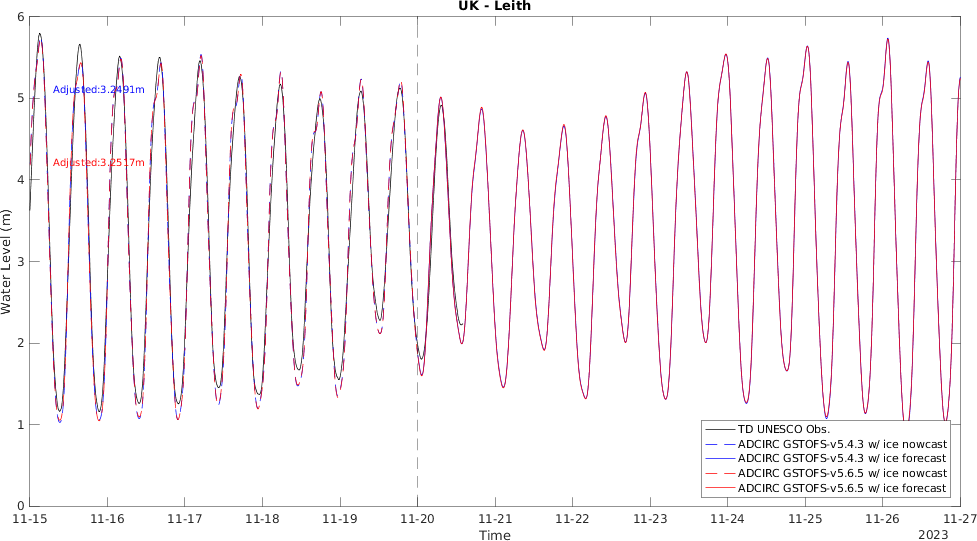 UK - Leith
6
5
4
3
2
1
0
Water Level (m)
Adjusted:3.2491m
Adjusted:3.2517m
TD UNESCO Obs.
ADCIRC GSTOFS-v5.4.3 w/ ice nowcast
ADCIRC GSTOFS-v5.4.3 w/ ice forecast
ADCIRC GSTOFS-v5.6.5 w/ ice nowcast
ADCIRC GSTOFS-v5.6.5 w/ ice forecast
11-15 11-16 11-17 11-18 11-19 11-20 11-21 11-22 11-23 11-24 11-25 11-26 11-27
Time
2023